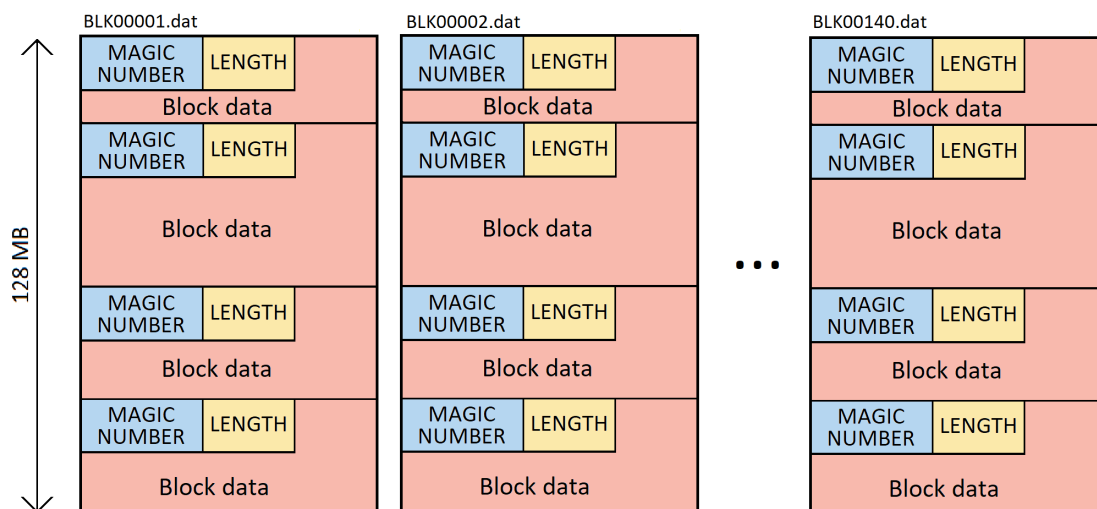 BLK00001.dat
MAGIC
NUMBER
LENGTH
Block data
MAGIC
NUMBER
LENGTH
Block data
MAGIC
NUMBER
LENGTH
Block data
MAGIC
NUMBER
LENGTH
Block data
128 MB
BLK00002.dat
MAGIC
NUMBER
LENGTH
Block data
MAGIC
NUMBER
LENGTH
Block data
MAGIC
NUMBER
LENGTH
Block data
MAGIC
NUMBER
LENGTH
Block data
...
BLK00140.dat
MAGIC
NUMBER
LENGTH
Block data
MAGIC
NUMBER
LENGTH
Block data
MAGIC
NUMBER
LENGTH
Block data
MAGIC
NUMBER
LENGTH
Block data